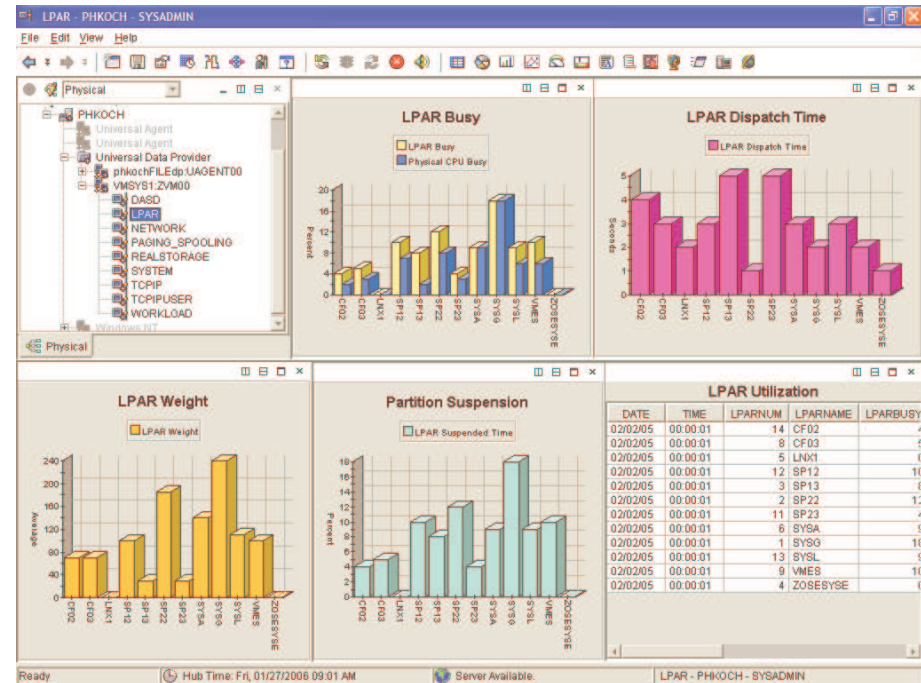 LPAR - PHKOCH - SYSADMIN
File Edit View Help
Physical
PHKOCH
Universal Agent
Universal Agent
Universal Data Provider
phkochFILEdp:UAGENT00
VMSYS1:ZVM00
DASD
LPAR
NETWORK
PAGING_SPOOLING
REALSTORAGE
SYSTEM
TCPIP
TCPIPUSER
WORKLOAD
Windows NT
Physical
LPAR Busy
LPAR Busy
Physical CPU Busy
Percent
20
16
12
8
4
0
CF02 CF03 LNX1 SP12 SP13 SP22 SP23 SYSA SYSG SYSL VMES ZOSESYSE
LPAR Dispatch Time
LPAR Dispatch Time
Seconds
5
4
3
2
1
CF02 CF03 LNX1 SP12 SP13 SP22 SP23 SYSA SYSG SYSL VMES ZOSESYSE
LPAR Weight
LPAR Weight
Average
240
200
160
120
80
40
0
CF02 CF03 LNX1 SP12 SP13 SP22 SP23 SYSA SYSG SYSL VMES ZOSESYSE
Partition Suspension
LPAR Suspended Time
Percent
18
16
14
12
10
8
6
4
2
0
CF02 CF03 LNX1 SP12 SP13 SP22 SP23 SYSA SYSG SYSL VMES ZOSESYSE
LPAR Utilization
DATE TIME LPARNUM LPARNAME LPARBUSY
02/02/05 00:00:01 14 CF02
02/02/05 00:00:01 8 CF03
02/02/05 00:00:01 5 LNX1
02/02/05 00:00:01 12 SP12
02/02/05 00:00:01 3 SP13
02/02/05 00:00:01 2 SP22
02/02/05 00:00:01 11 SP23
02/02/05 00:00:01 6 SYSA
02/02/05 00:00:01 1 SYSG
02/02/05 00:00:01 13 SYSL
02/02/05 00:00:01 9 VMES
02/02/05 00:00:01 4 ZOSESYSE
Ready
Hub Time: Fri, 01/27/2006 09:01 AM
Server Available.
LPAR - PHKOCH - SYSADMIN